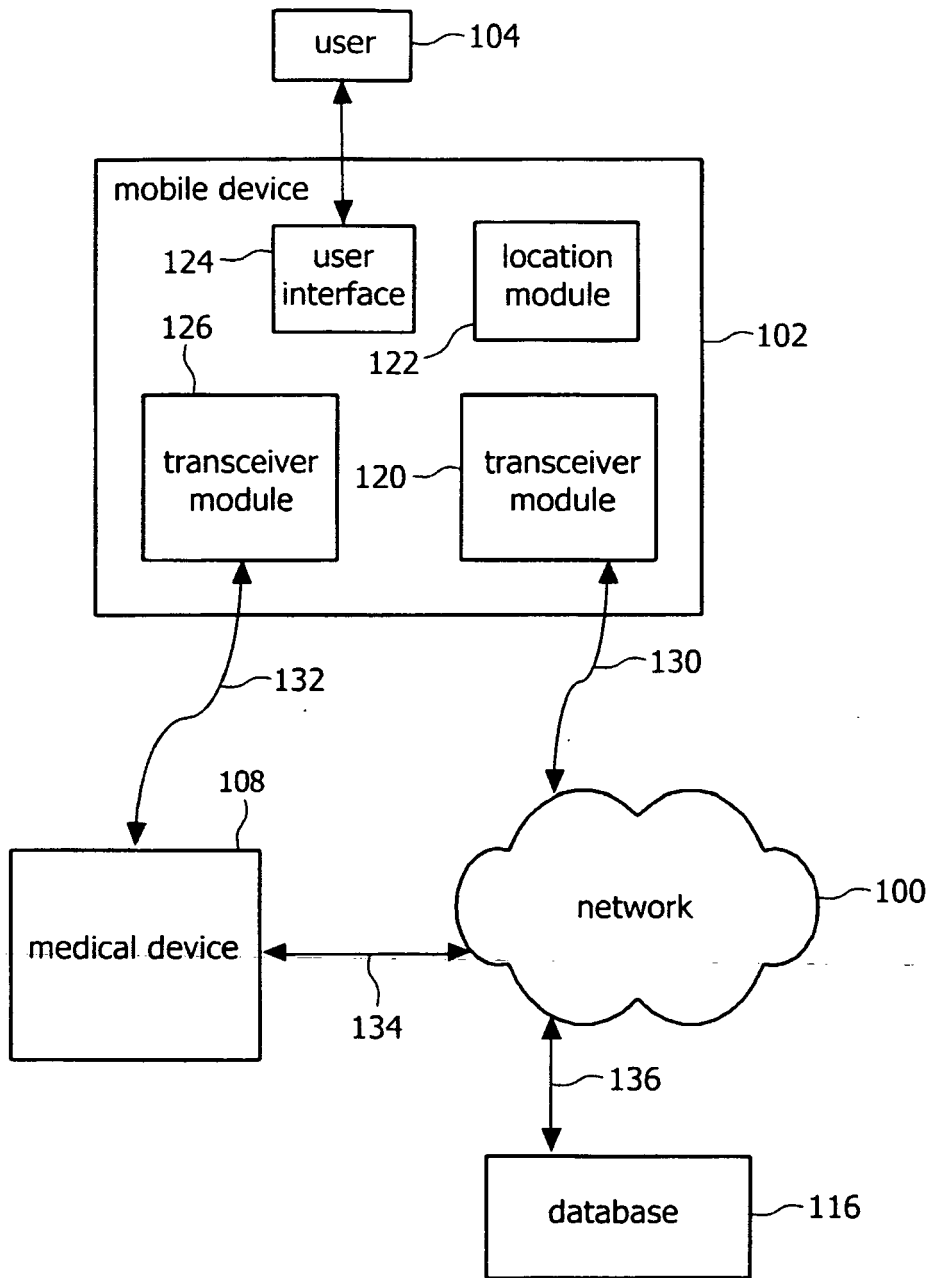 user
104
mobile device
124
user
interface
location
module
122
102
126
transceiver
module
120
transceiver
module
132
130
108
medical device
network
100
134
136
database
116